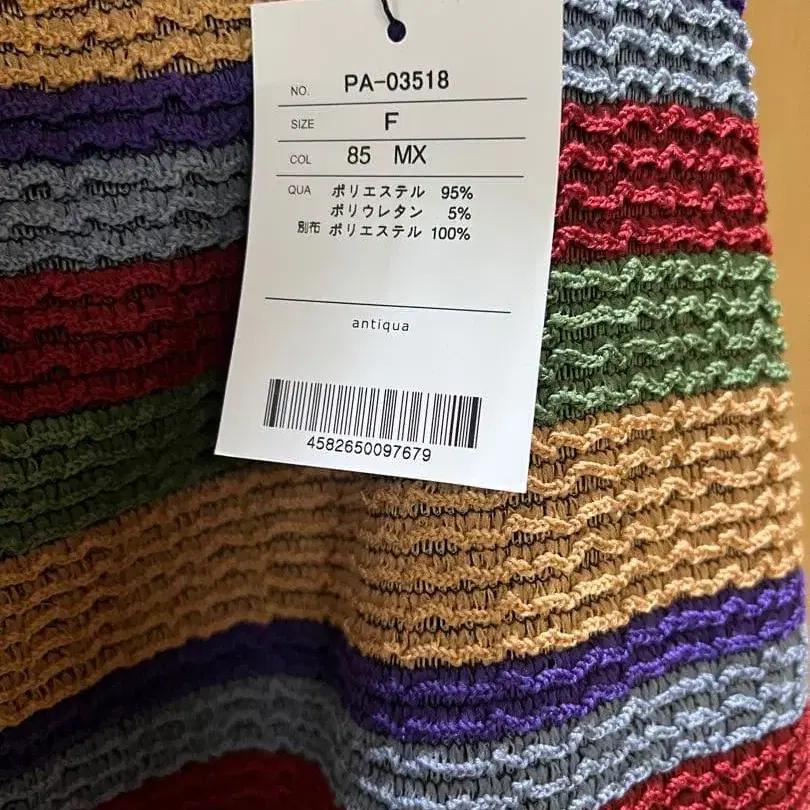 NO. PA-03518
SIZE F
COL 85 MX
QUA ポリエステル 95%
ポリウレタン 5%
別布 ポリエステル 100%
antiqua
4582650097679